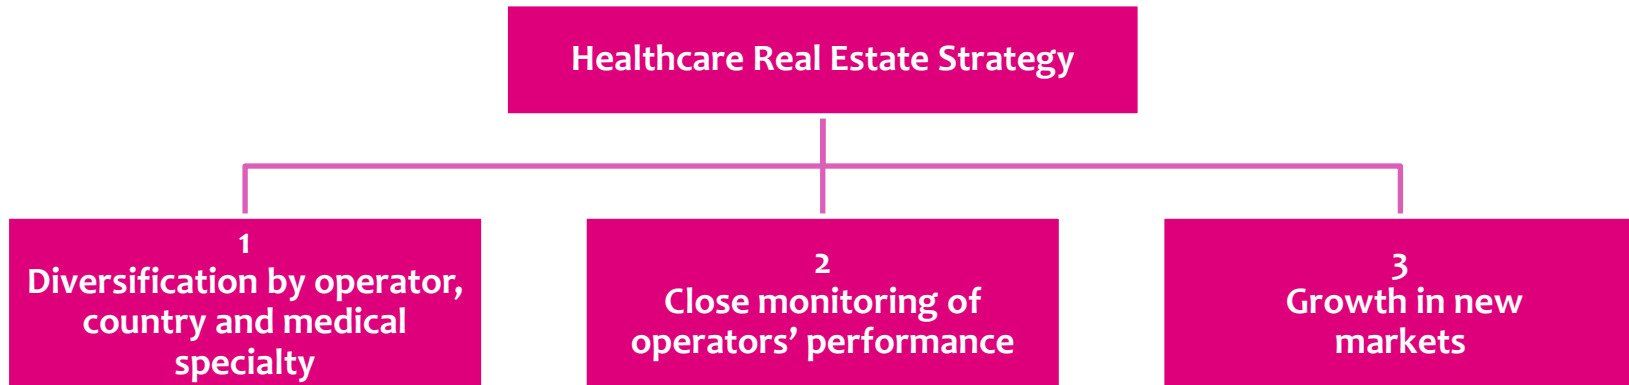 Healthcare Real Estate Strategy
1
Diversification by operator,
country and medical
specialty
2
Close monitoring of
operators’ performance
3
Growth in new
markets